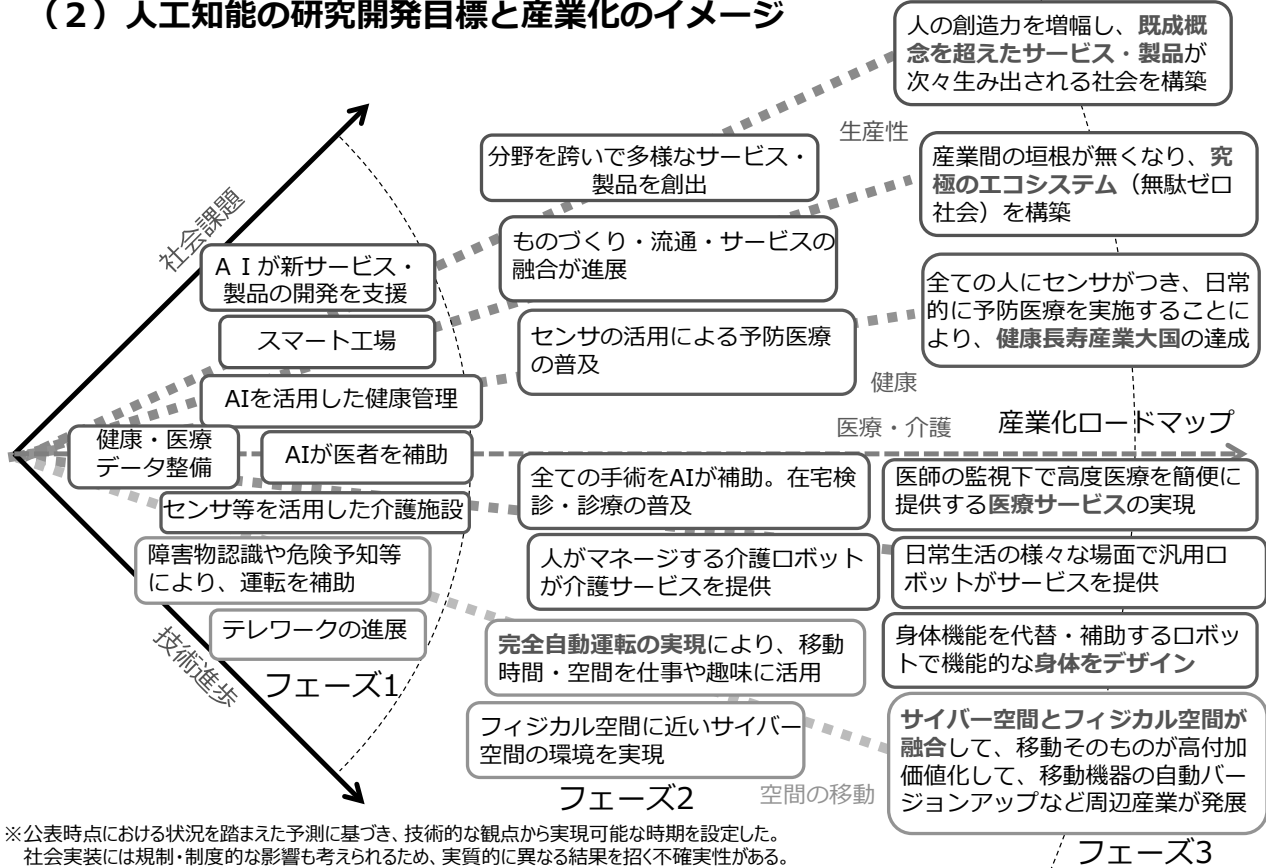 （２）人工知能の研究開発目標と産業化のイメージ
人の創造力を増幅し、既成概
念を超えたサービス・製品が
次々生み出される社会を構築
生産性
分野を跨いで多様なサービス・
製品を創出
産業間の垣根が無くなり、究
極のエコシステム（無駄ゼロ
社会）を構築
社会課題
ものづくり・流通・サービスの
融合が進展
ＡＩが新サービス・
製品の開発を支援
全ての人にセンサがつき、日常
的に予防医療を実施することに
より、健康長寿産業大国の達成
スマート工場
センサの活用による予防医療
の普及
健康
AIを活用した健康管理
医療・介護
産業化ロードマップ
健康・医療
データ整備
AIが医者を補助
全ての手術をAIが補助。在宅検
診・診療の普及
医師の監視下で高度医療を簡便に
提供する医療サービスの実現
センサ等を活用した介護施設
障害物認識や危険予知等
により、運転を補助
人がマネージする介護ロボット
が介護サービスを提供
日常生活の様々な場面で汎用ロ
ボットがサービスを提供
テレワークの進展
技術進歩
フェーズ1
完全自動運転の実現により、移動
時間・空間を仕事や趣味に活用
身体機能を代替・補助するロボッ
トで機能的な身体をデザイン
フィジカル空間に近いサイバー
空間の環境を実現
サイバー空間とフィジカル空間が
融合して、移動そのものが高付加
価値化して、移動機器の自動バー
ジョンアップなど周辺産業が発展
フェーズ2
空間の移動
フェーズ3
※公表時点における状況を踏まえた予測に基づき、技術的な観点から実現可能な時期を設定した。
社会実装には規制・制度的な影響も考えられるため、実質的に異なる結果を招く不確実性がある。